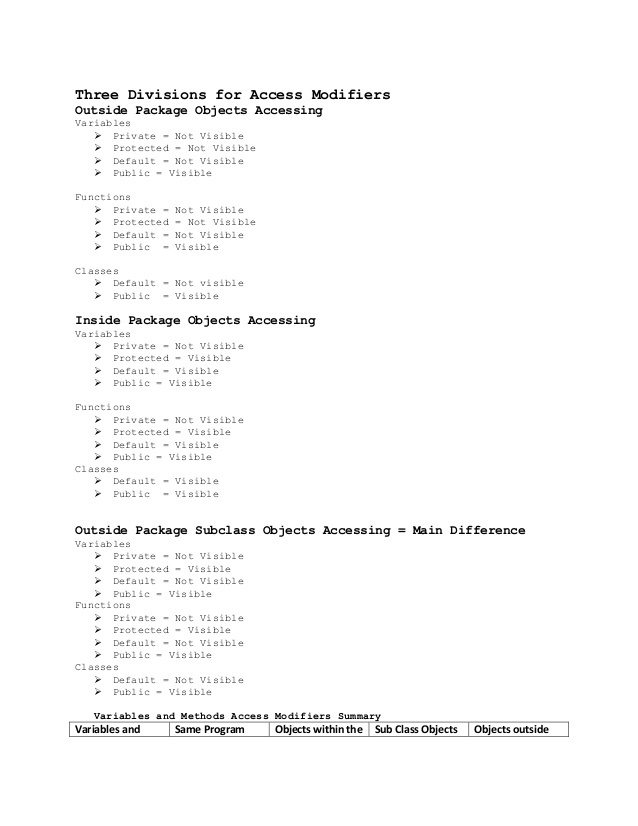 Three Divisions for Access Modifiers
Outside Package Objects Accessing
Variables
➢ Private = Not Visible
➢ Protected = Not Visible
➢ Default = Not Visible
➢ Public = Visible
Functions
➢ Private = Not Visible
➢ Protected = Not Visible
➢ Default = Not Visible
➢ Public = Visible
Classes
➢ Default = Not visible
➢ Public = Visible
Inside Package Objects Accessing
Variables
➢ Private = Not Visible
➢ Protected = Visible
➢ Default = Visible
➢ Public = Visible
Functions
➢ Private = Not Visible
➢ Protected = Visible
➢ Default = Visible
➢ Public = Visible
Classes
➢ Default = Visible
➢ Public = Visible
Outside Package Subclass Objects Accessing = Main Difference
Variables
➢ Private = Not Visible
➢ Protected = Visible
➢ Default = Not Visible
➢ Public = Visible
Functions
➢ Private = Not Visible
➢ Protected = Visible
➢ Default = Not Visible
➢ Public = Visible
Classes
➢ Default = Not Visible
➢ Public = Visible
Variables and Methods Access Modifiers Summary
Variables and Same Program Objects within the Sub Class Objects Objects outside